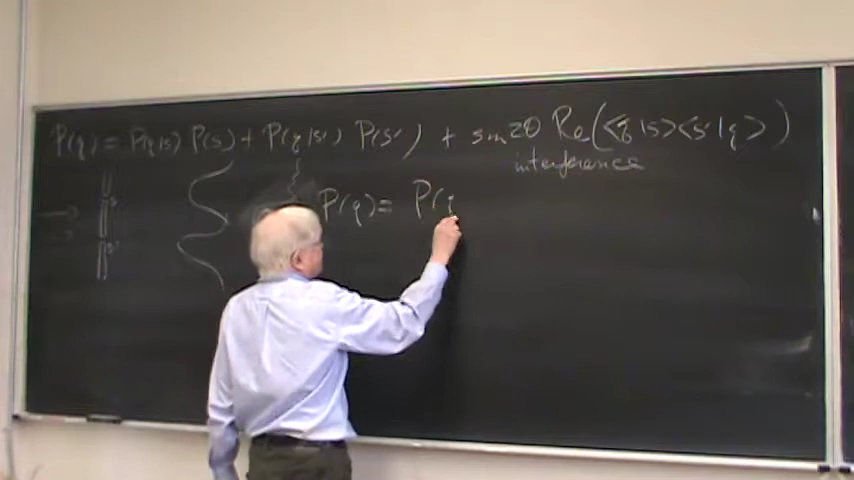 P(q) = P(q|s) P(s) + P(q|s') P(s') + sin 2θ Re(<q|s><s'|q>)
interference
s
s'
P(q) = P(q